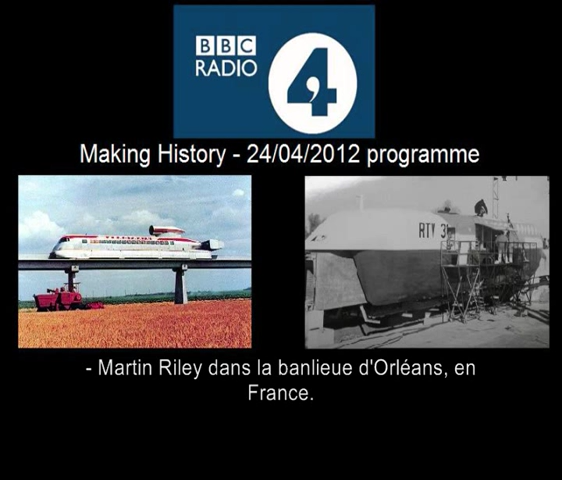 BBC
RADIO
4
Making History - 24/04/2012 programme
RTV 31
- Martin Riley dans la banlieue d'Orléans, en
France.